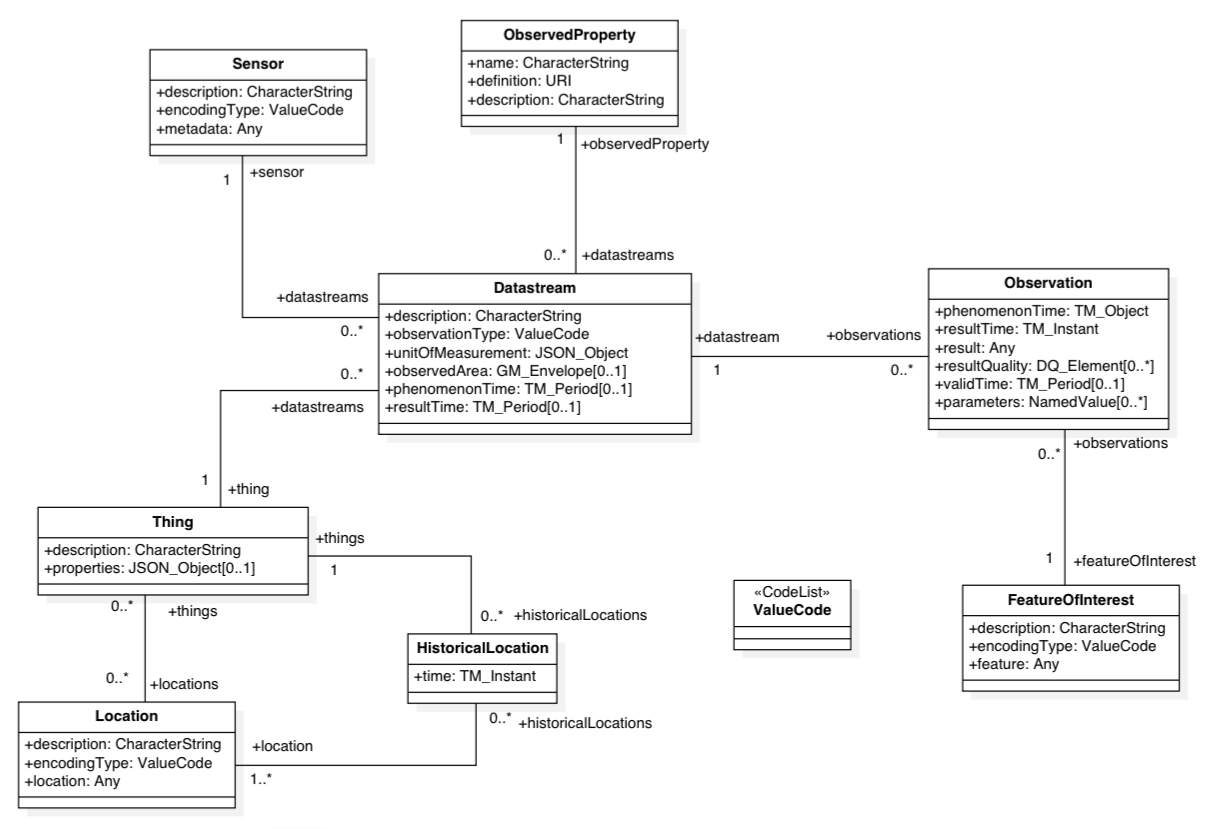 ObservedProperty
+name: CharacterString
+definition: URI
+description: CharacterString
Sensor
+description: CharacterString
+encodingType: ValueCode
+metadata: Any
1
+observedProperty
1
+sensor
0..*
+datastreams
+datastreams
0..*
Datastream
+description: CharacterString
+observationType: ValueCode
+unitOfMeasurement: JSON_Object
+observedArea: GM_Envelope[0..1]
+phenomenonTime: TM_Period[0..1]
+resultTime: TM_Period[0..1]
+datastream
1
+observations
0..*
Observation
+phenomenonTime: TM_Object
+resultTime: TM_Instant
+result: Any
+resultQuality: DQ_Element[0..*]
+validTime: TM_Period[0..1]
+parameters: NamedValue[0..*]
0..*
+datastreams
0..*
+observations
1
+thing
Thing
+description: CharacterString
+properties: JSON_Object[0..1]
+things
1
1
+featureOfInterest
0..*
+things
0..*
+historicalLocations
«CodeList»
ValueCode
FeatureOfInterest
+description: CharacterString
+encodingType: ValueCode
+feature: Any
HistoricalLocation
+time: TM_Instant
0..*
+locations
0..*
+historicalLocations
Location
+description: CharacterString
+encodingType: ValueCode
+location: Any
+location
1..*